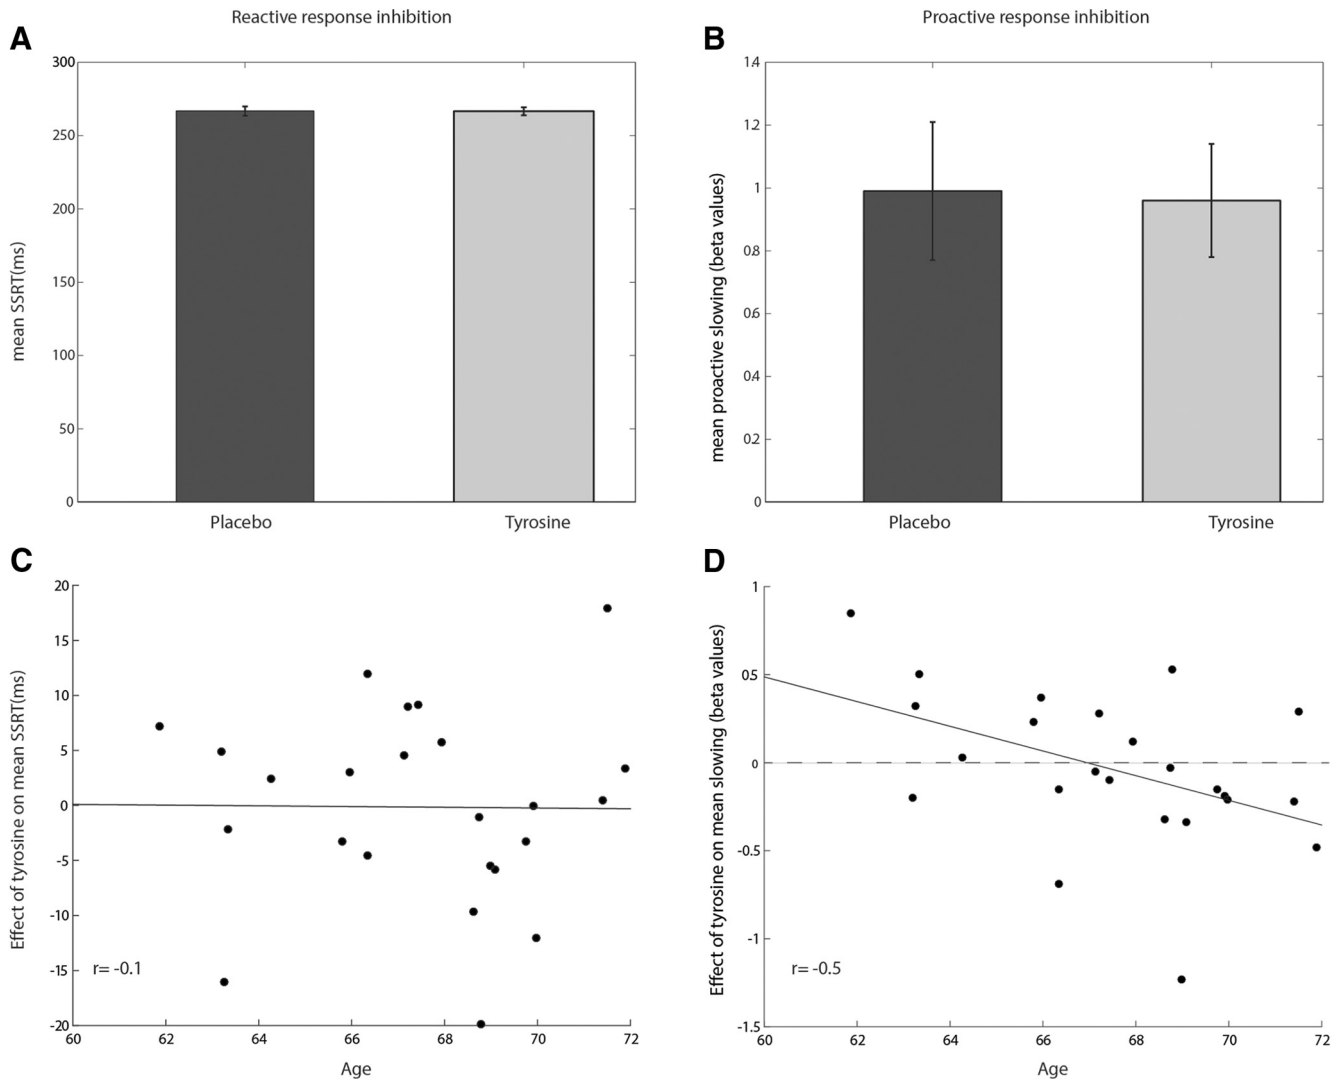 Reactive response inhibition
A
300
250
200
150
100
50
0
mean SSRT(ms)
Placebo
Tyrosine
Proactive response inhibition
B
1.4
1.2
1
0.8
0.6
0.4
0.2
0
mean proactive slowing (beta values)
Placebo
Tyrosine
C
20
15
10
5
0
-5
-10
-15
-20
Effect of tyrosine on mean SSRT(ms)
r= -0.1
60
62
64
66
68
70
72
Age
D
1
0.5
0
-0.5
-1
-1.5
Effect of tyrosine on mean slowing (beta values)
r= -0.5
60
62
64
66
68
70
72
Age